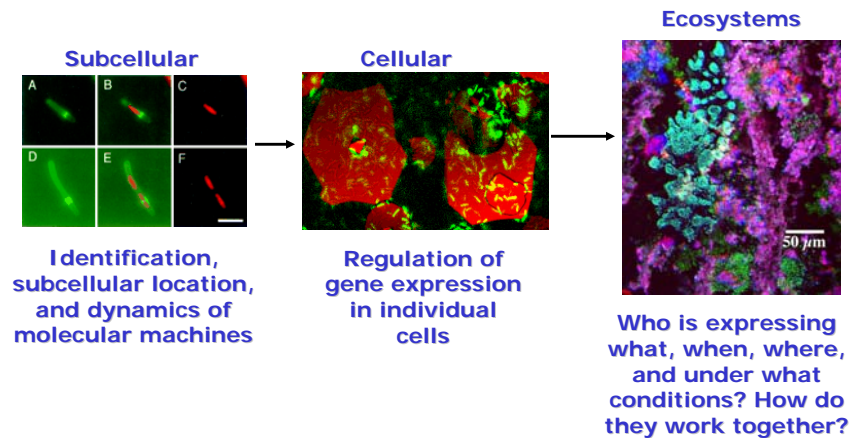 Subcellular
A B C
D E F
Identification,
subcellular location,
and dynamics of
molecular machines
Cellular
Regulation of
gene expression
in individual
cells
Ecosystems
50 µm
Who is expressing
what, when, where,
and under what
conditions? How do
they work together?